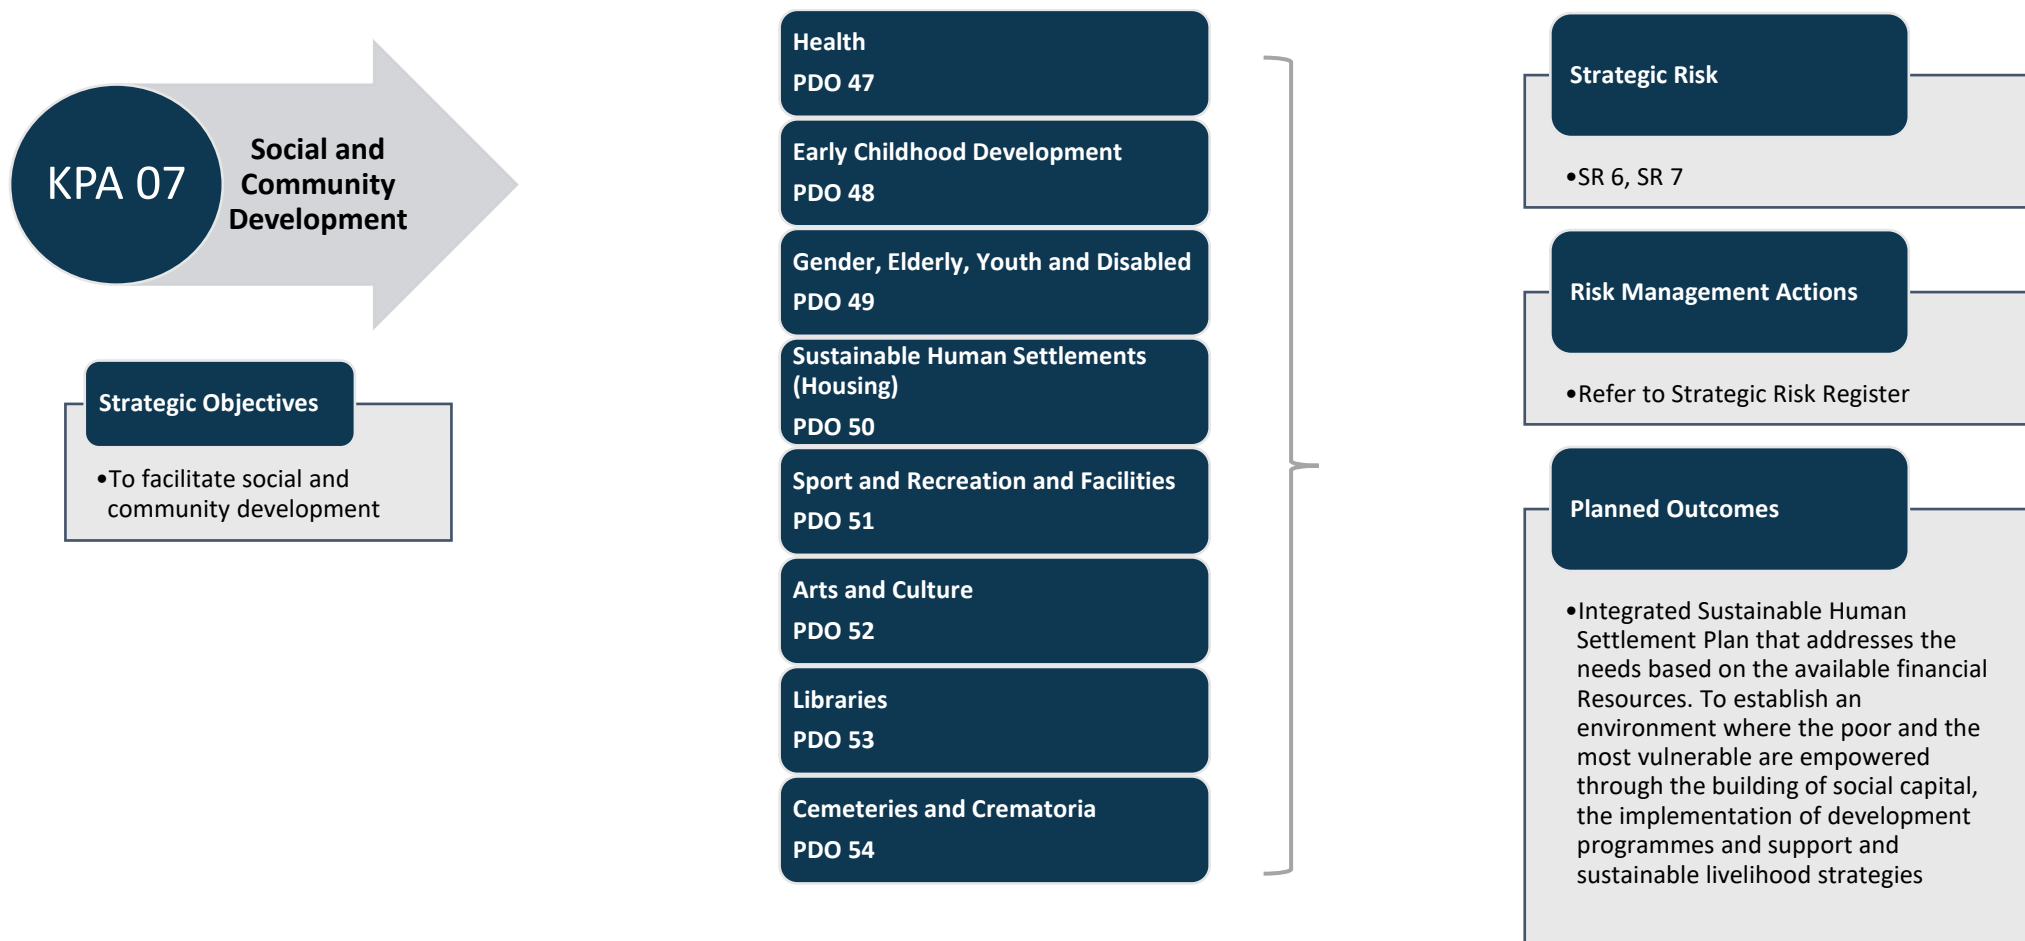 KPA 07
Social and
Community
Development
Strategic Objectives
•To facilitate social and
community development
Health
PDO 47
Early Childhood Development
PDO 48
Gender, Elderly, Youth and Disabled
PDO 49
Sustainable Human Settlements
(Housing)
PDO 50
Sport and Recreation and Facilities
PDO 51
Arts and Culture
PDO 52
Libraries
PDO 53
Cemeteries and Crematoria
PDO 54
Strategic Risk
•SR 6, SR 7
Risk Management Actions
•Refer to Strategic Risk Register
Planned Outcomes
•Integrated Sustainable Human
Settlement Plan that addresses the
needs based on the available financial
Resources. To establish an
environment where the poor and the
most vulnerable are empowered
through the building of social capital,
the implementation of development
programmes and support and
sustainable livelihood strategies